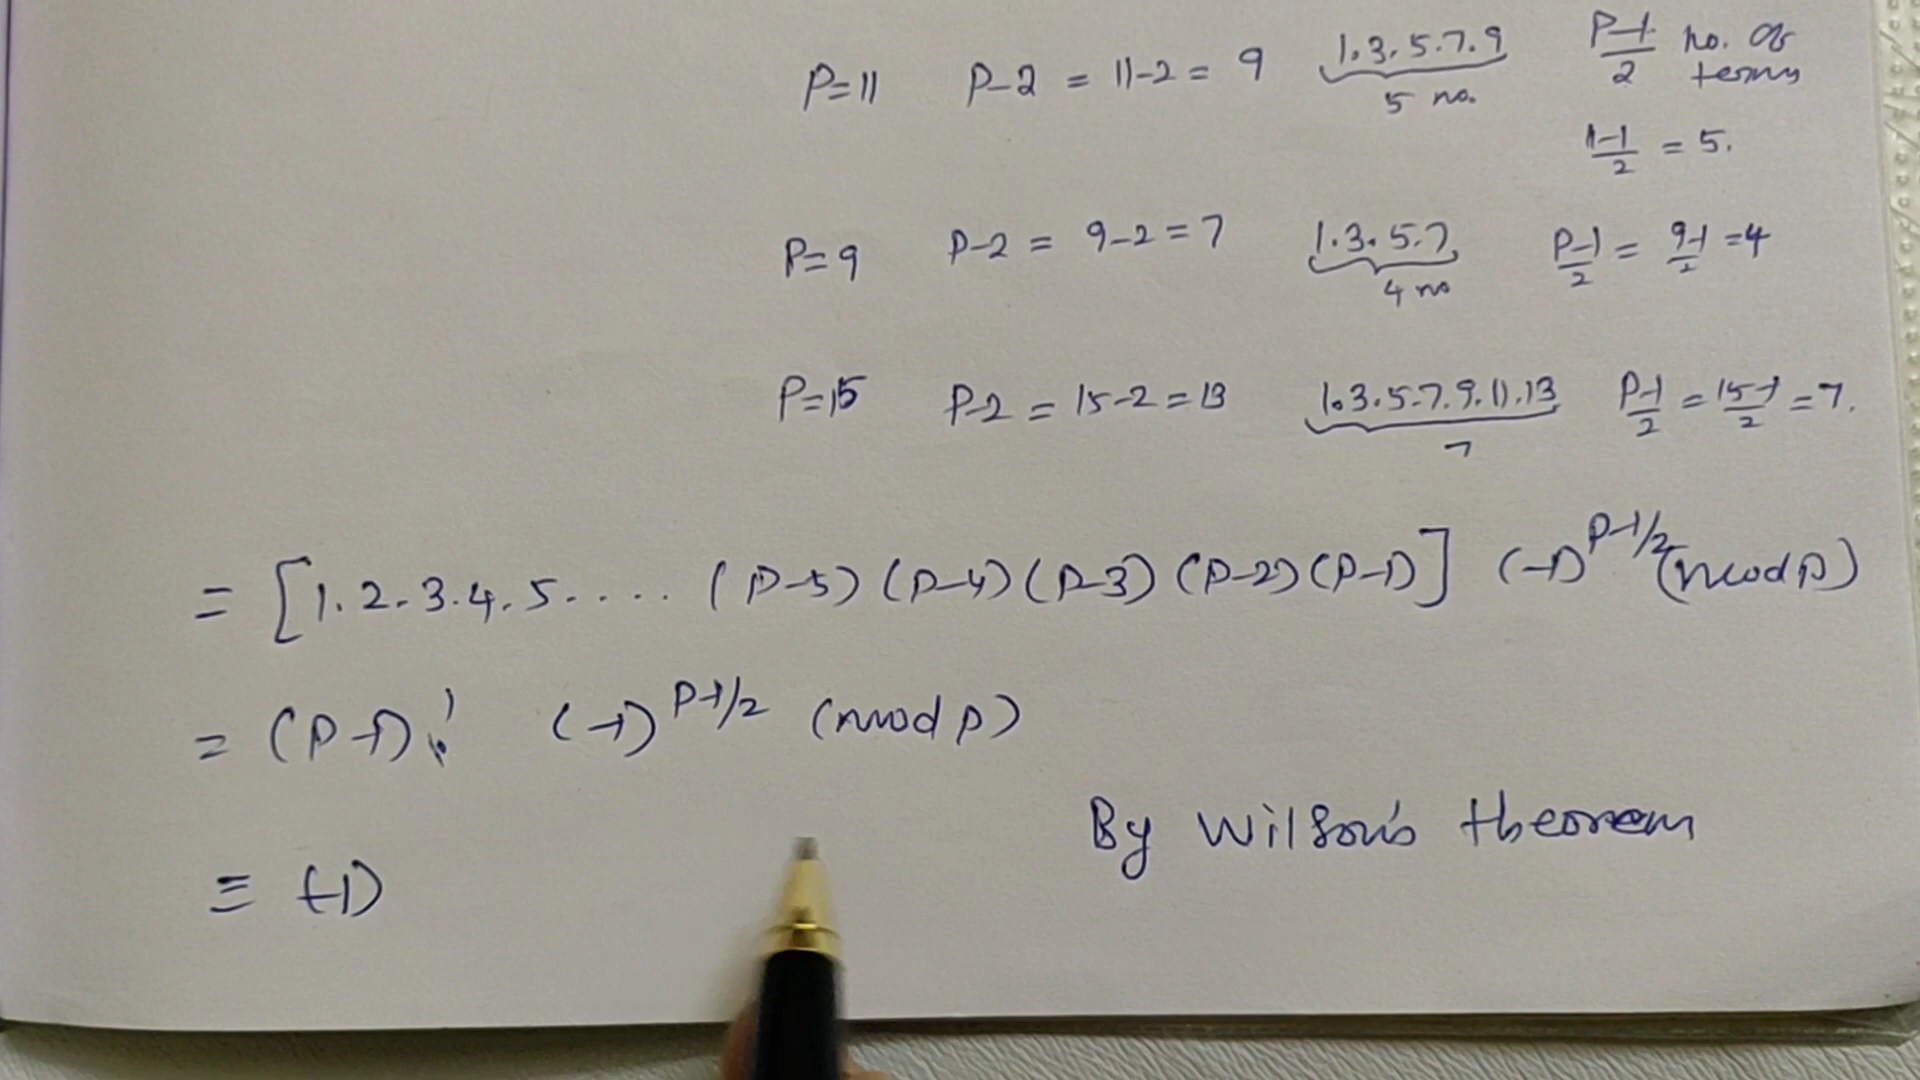 P=11 P-2 = 11-2 = 9 1.3.5.7.9 P-1/2 no. of terms
5 no.
11-1/2 = 5.
P=9 P-2 = 9-2 = 7 1.3.5.7 P-1/2 = 9-1/2 = 4
4 no
P=15 P-2 = 15-2 = 13 1.3.5.7.9.11.13 P-1/2 = 15-1/2 = 7.
7
= [1.2.3.4.5..... (P-5) (P-4) (P-3) (P-2) (P-1)] (-1)^P-1/2 (mod p)
= (P-1)! (-1)^P-1/2 (mod p)
By Wilson's theorem
≡ (-1)